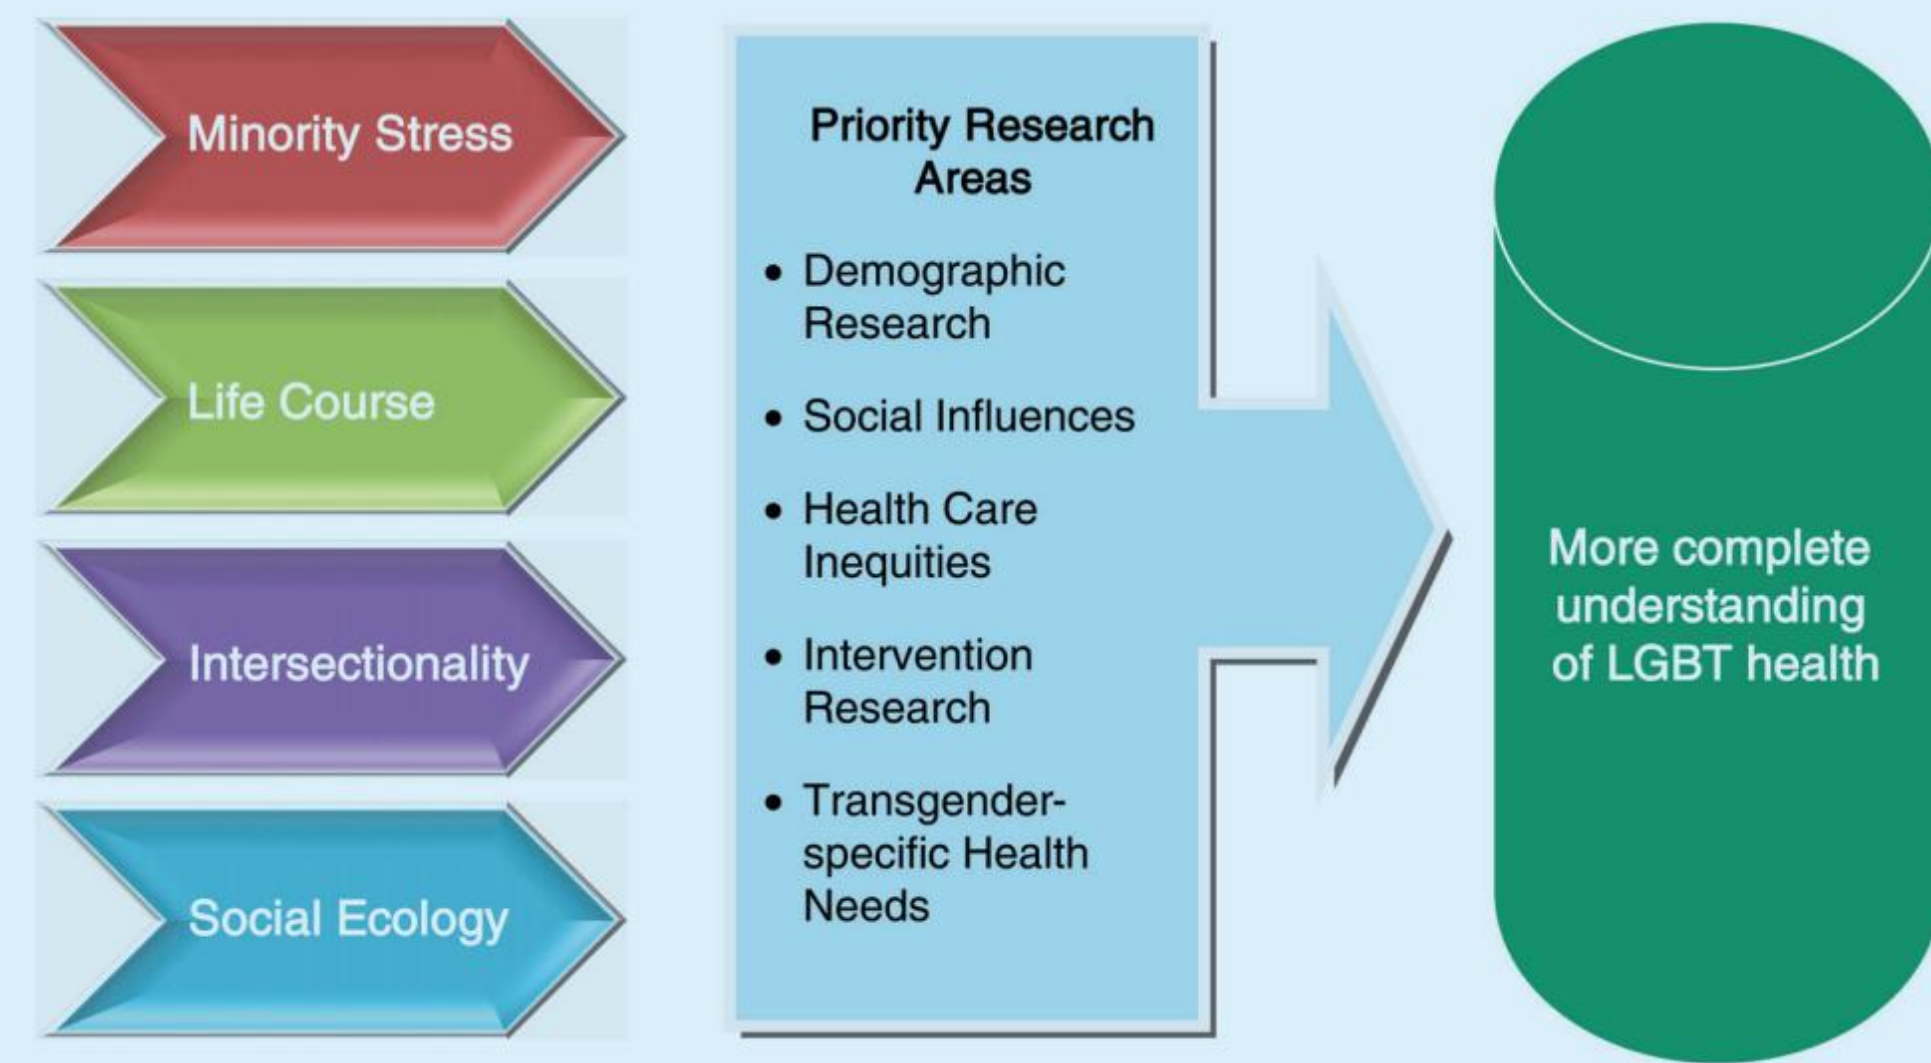 Minority Stress
Life Course
Intersectionality
Social Ecology
Priority Research
Areas
• Demographic
Research
• Social Influences
• Health Care
Inequities
• Intervention
Research
• Transgender-
specific Health
Needs
More complete
understanding
of LGBT health